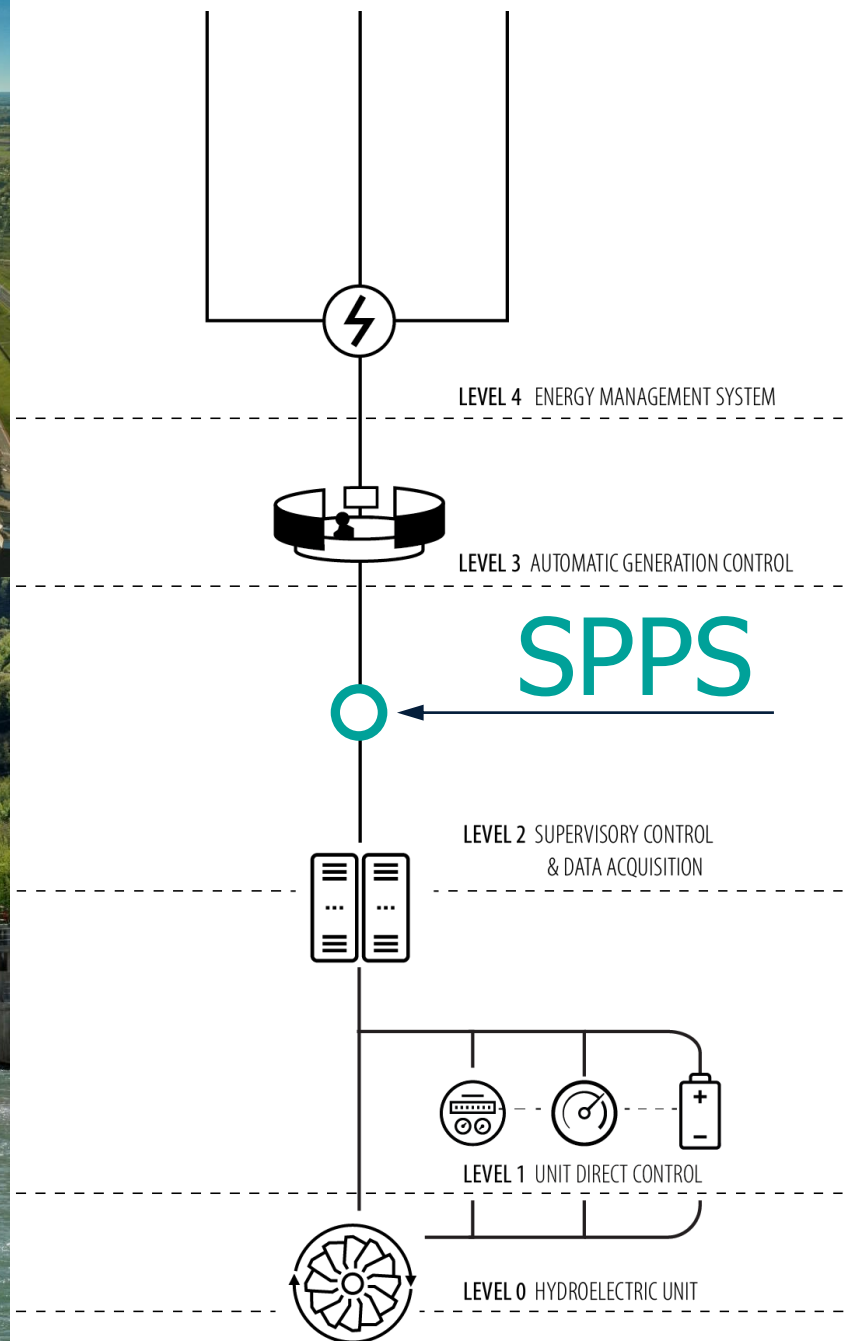 LEVEL 4 ENERGY MANAGEMENT SYSTEM
LEVEL 3 AUTOMATIC GENERATION CONTROL
SPPS
LEVEL 2 SUPERVISORY CONTROL
& DATA ACQUISITION
LEVEL 1 UNIT DIRECT CONTROL
LEVEL 0 HYDROELECTRIC UNIT